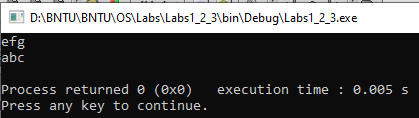 D:\BNTU\BNTU\OS\Labs\Labs1_2_3\bin\Debug\Labs1_2_3.exe
efg
abc
Process returned 0 (0x0)   execution time : 0.005 s
Press any key to continue.